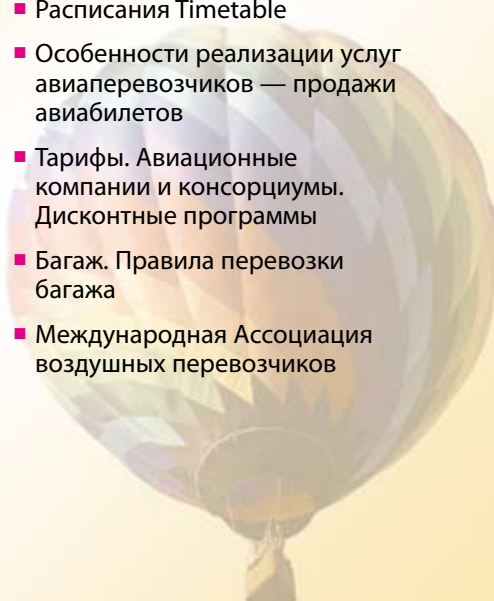 ▪ Расписания Timetable
▪ Особенности реализации услуг
авиаперевозчиков — продажи
авиабилетов
▪ Тарифы. Авиационные
компании и консорциумы.
Дисконтные программы
▪ Багаж. Правила перевозки
багажа
▪ Международная Ассоциация
воздушных перевозчиков